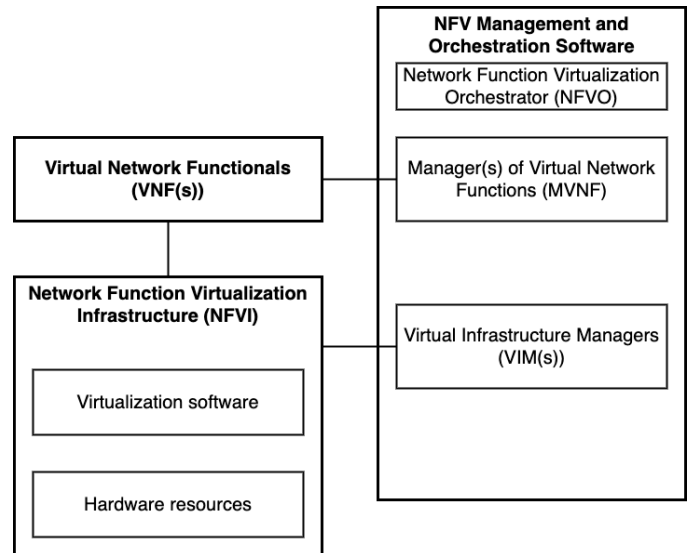 NFV Management and
Orchestration Software
Network Function Virtualization
Orchestrator (NFVO)
Virtual Network Functionals
(VNF(s))
Manager(s) of Virtual Network
Functions (MVNF)
Network Function Virtualization
Infrastructure (NFVI)
Virtual Infrastructure Managers
(VIM(s))
Virtualization software
Hardware resources